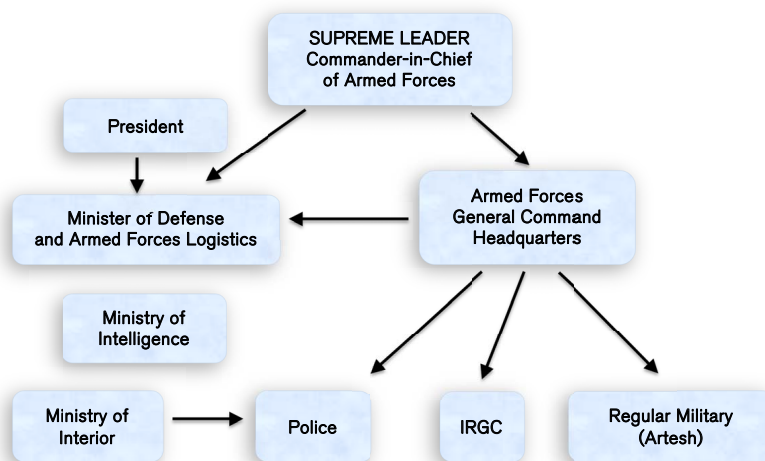 SUPREME LEADER
Commander-in-Chief
of Armed Forces
President
Armed Forces
General Command
Headquarters
Minister of Defense
and Armed Forces Logistics
Ministry of
Intelligence
Ministry of
Interior
Police
IRGC
Regular Military
(Artesh)